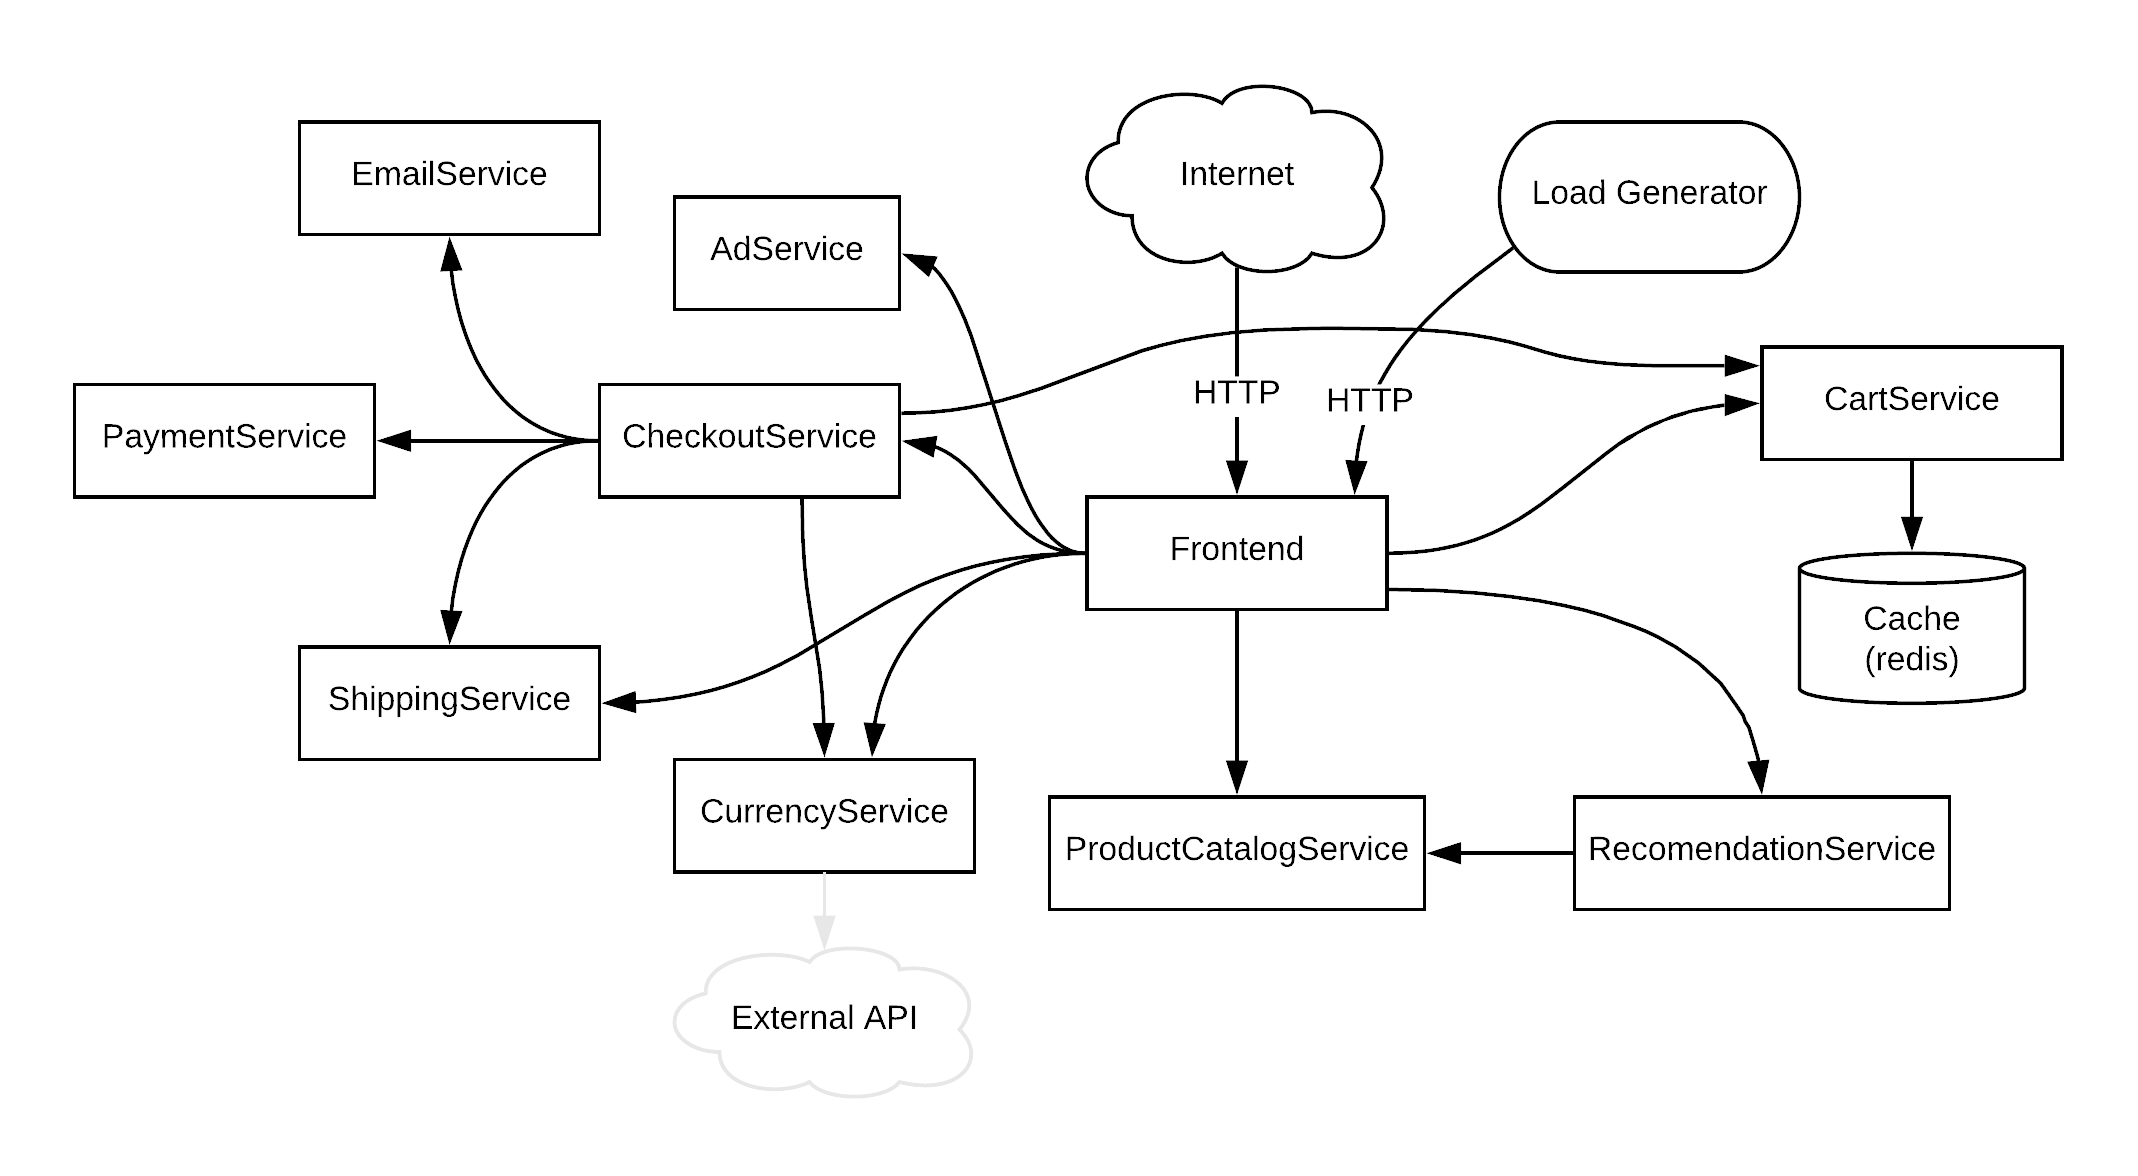 Internet
EmailService
Load Generator
AdService
HTTP
HTTP
CartService
PaymentService
CheckoutService
Frontend
Cache
(redis)
ShippingService
CurrencyService
ProductCatalogService
RecomendationService
External API